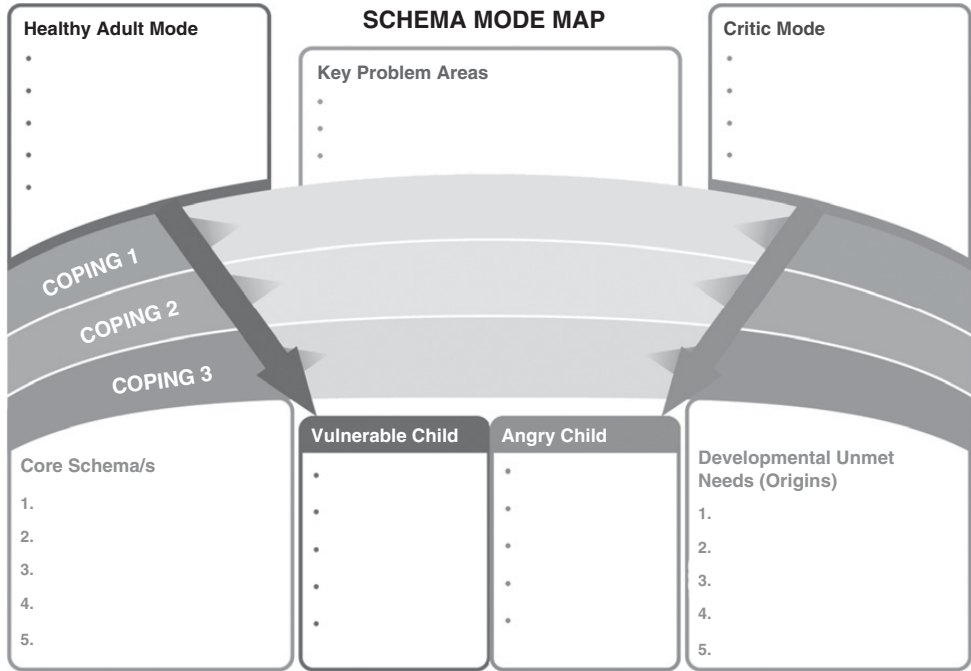 SCHEMA MODE MAP
Healthy Adult Mode
•
•
•
•
•
Key Problem Areas
•
•
•
Critic Mode
•
•
•
•
COPING 1
COPING 2
COPING 3
Core Schema/s
1.
2.
3.
4.
5.
Vulnerable Child
•
•
•
•
•
Angry Child
•
•
•
•
•
Developmental Unmet
Needs (Origins)
1.
2.
3.
4.
5.